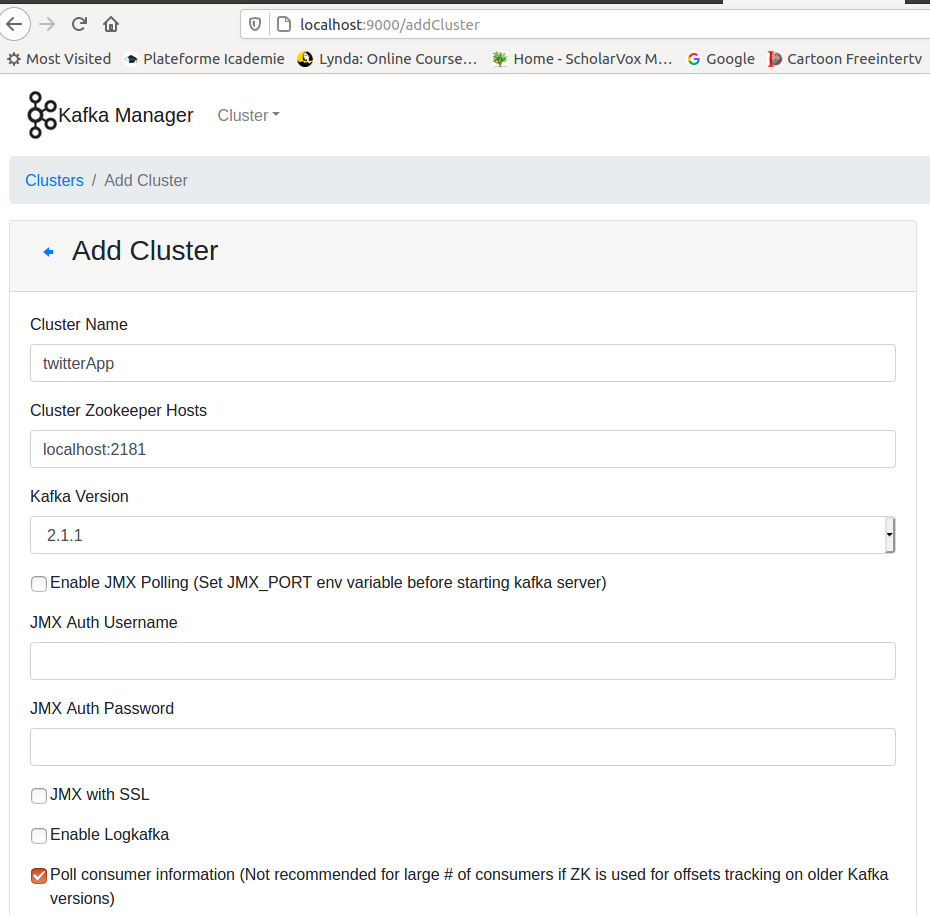 localhost:9000/addCluster
Most Visited Plateforme Icademie Lynda: Online Course... Home - ScholarVox M... Google Cartoon Freeintertv
Kafka Manager Cluster
Clusters / Add Cluster
Add Cluster
Cluster Name
twitterApp
Cluster Zookeeper Hosts
localhost:2181
Kafka Version
2.1.1
Enable JMX Polling (Set JMX_PORT env variable before starting kafka server)
JMX Auth Username
JMX Auth Password
JMX with SSL
Enable Logkafka
Poll consumer information (Not recommended for large # of consumers if ZK is used for offsets tracking on older Kafka
versions)